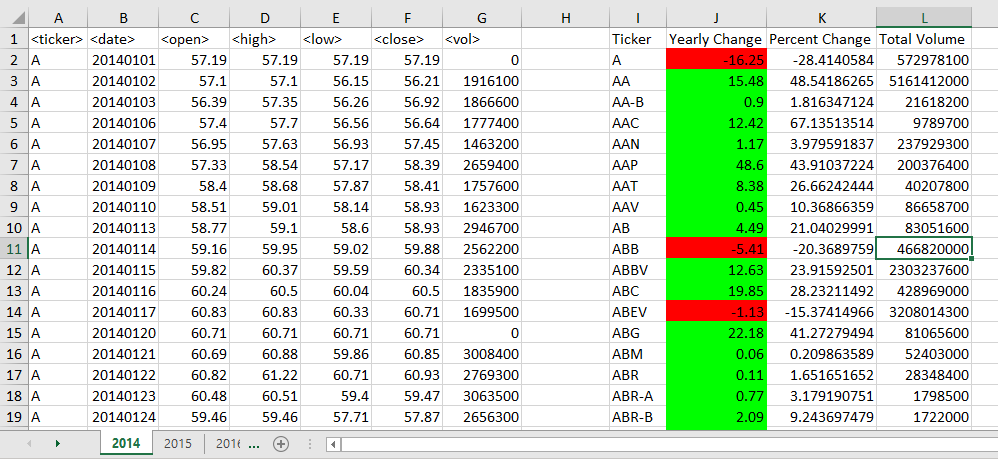 A B C D E F G H I J K L
1 <ticker> <date> <open> <high> <low> <close> <vol> Ticker Yearly Change Percent Change Total Volume
2 A 20140101 57.19 57.19 57.19 57.19 0 A -16.25 -28.4140584 572978100
3 A 20140102 57.1 57.1 56.15 56.21 1916100 AA 15.48 48.54186265 5161412000
4 A 20140103 56.39 57.35 56.26 56.92 1866600 AA-B 0.9 1.816347124 21618200
5 A 20140106 57.4 57.7 56.56 56.64 1777400 AAC 12.42 67.13513514 9789700
6 A 20140107 56.95 57.63 56.93 57.45 1463200 AAN 1.17 3.979591837 237929300
7 A 20140108 57.33 58.54 57.17 58.39 2659400 AAP 48.6 43.91037224 200376400
8 A 20140109 58.4 58.68 57.87 58.41 1757600 AAT 8.38 26.66242444 40207800
9 A 20140110 58.51 59.01 58.14 58.93 1623300 AAV 0.45 10.36866359 86658700
10 A 20140113 58.77 59.1 58.6 58.93 2946700 AB 4.49 21.04029991 83051600
11 A 20140114 59.16 59.95 59.02 59.88 2562200 ABB -5.41 -20.3689759 466820000
12 A 20140115 59.82 60.37 59.59 60.34 2335100 ABBV 12.63 23.91592501 2303237600
13 A 20140116 60.24 60.5 60.04 60.5 1835900 ABC 19.85 28.23211492 428969000
14 A 20140117 60.83 60.83 60.33 60.71 1699500 ABEV -1.13 -15.37414966 3208014300
15 A 20140120 60.71 60.71 60.71 60.71 0 ABG 22.18 41.27279494 81065600
16 A 20140121 60.69 60.88 59.86 60.85 3008400 ABM 0.06 0.209863589 52403000
17 A 20140122 60.82 61.22 60.71 60.93 2769300 ABR 0.11 1.651651652 28348400
18 A 20140123 60.48 60.51 59.4 59.47 3063500 ABR-A 0.77 3.179190751 1798500
19 A 20140124 59.46 59.46 57.71 57.87 2656300 ABR-B 2.09 9.243697479 1722000
2014 2015 2016 ...